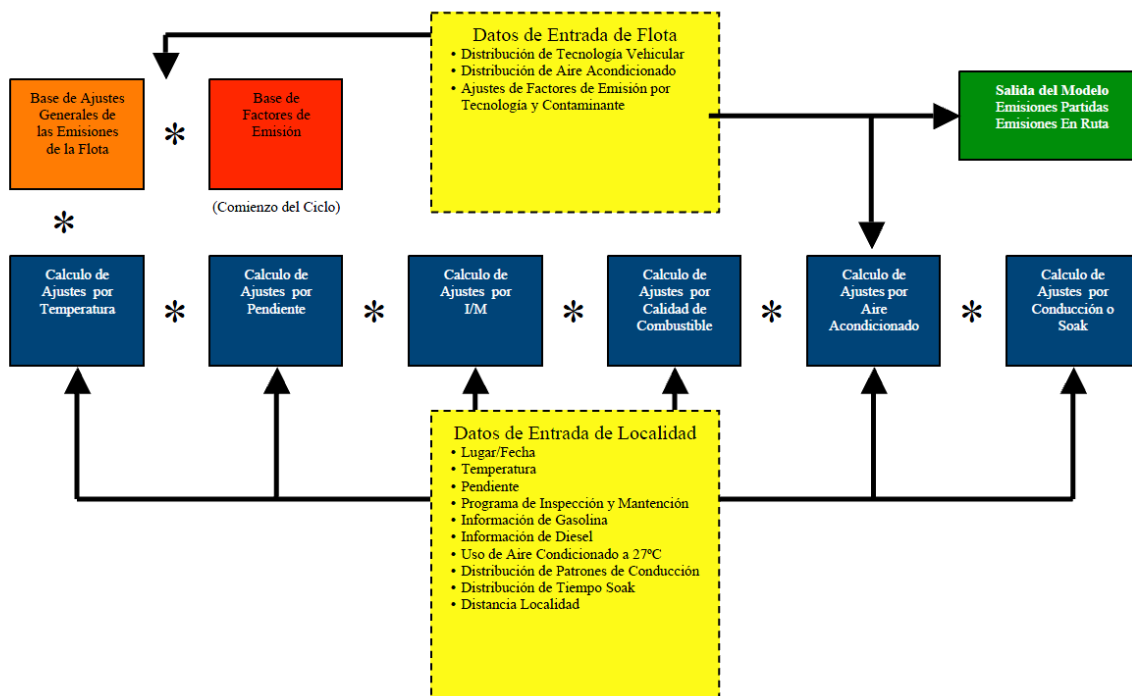 Datos de Entrada de Flota
• Distribución de Tecnología Vehicular
• Distribución de Aire Acondicionado
• Ajustes de Factores de Emisión por
Tecnología y Contaminante
Base de Ajustes
Generales de
las Emisiones
de la Flota
*
Base de
Factores de
Emisión
(Comienzo del Ciclo)
Salida del Modelo
Emisiones Partidas
Emisiones En Ruta
*
Calculo de
Ajustes por
Temperatura
*
Calculo de
Ajustes por
Pendiente
*
Calculo de
Ajustes por
I/M
*
Calculo de
Ajustes por
Calidad de
Combustible
*
Calculo de
Ajustes por
Aire
Acondicionado
*
Calculo de
Ajustes por
Conducción o
Soak
Datos de Entrada de Localidad
• Lugar/Fecha
• Temperatura
• Pendiente
• Programa de Inspección y Mantención
• Información de Gasolina
• Información de Diesel
• Uso de Aire Condicionado a 27ºC
• Distribución de Patrones de Conducción
• Distribución de Tiempo Soak
• Distancia Localidad